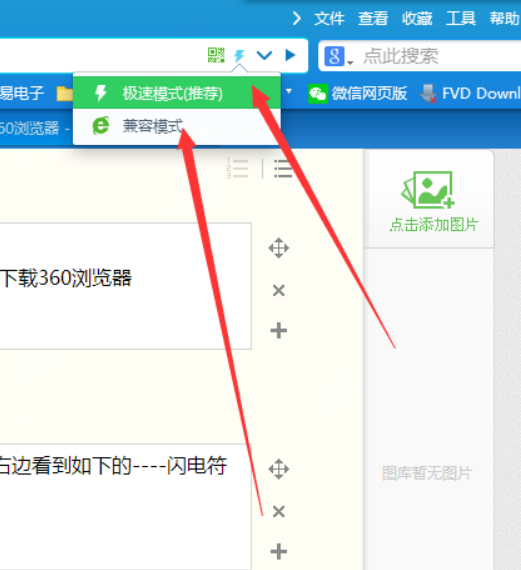 文件 查看 收藏 工具 帮助
8 点此搜索
易电子 微信网页版 FVD Downl
极速模式(推荐)
60浏览器 -
兼容模式
点击添加图片
下载360浏览器
右边看到如下的----闪电符
图库暂无图片